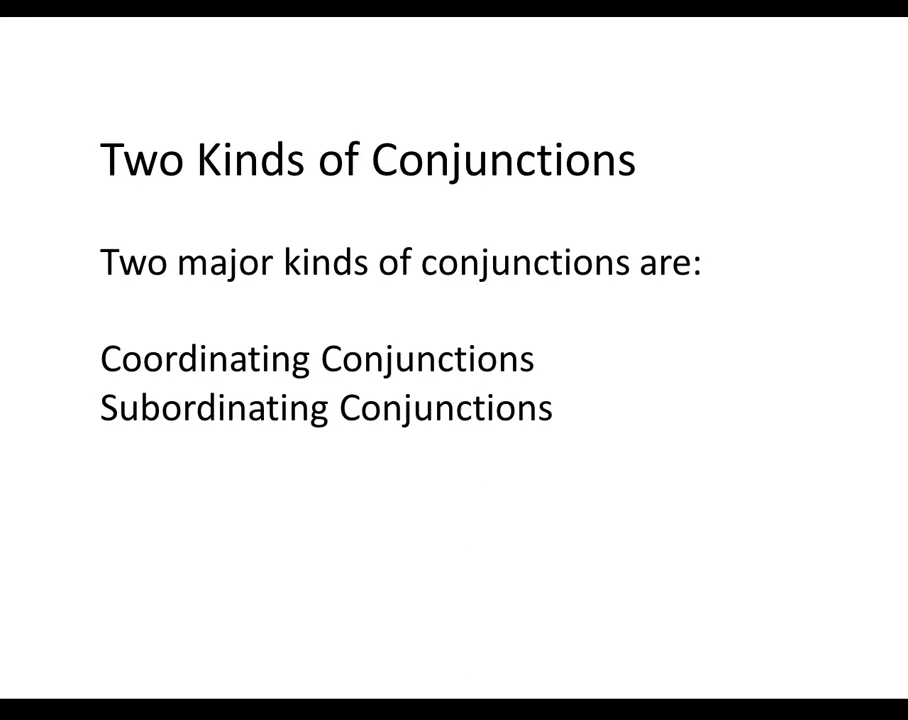 Two Kinds of Conjunctions
Two major kinds of conjunctions are:
Coordinating Conjunctions
Subordinating Conjunctions